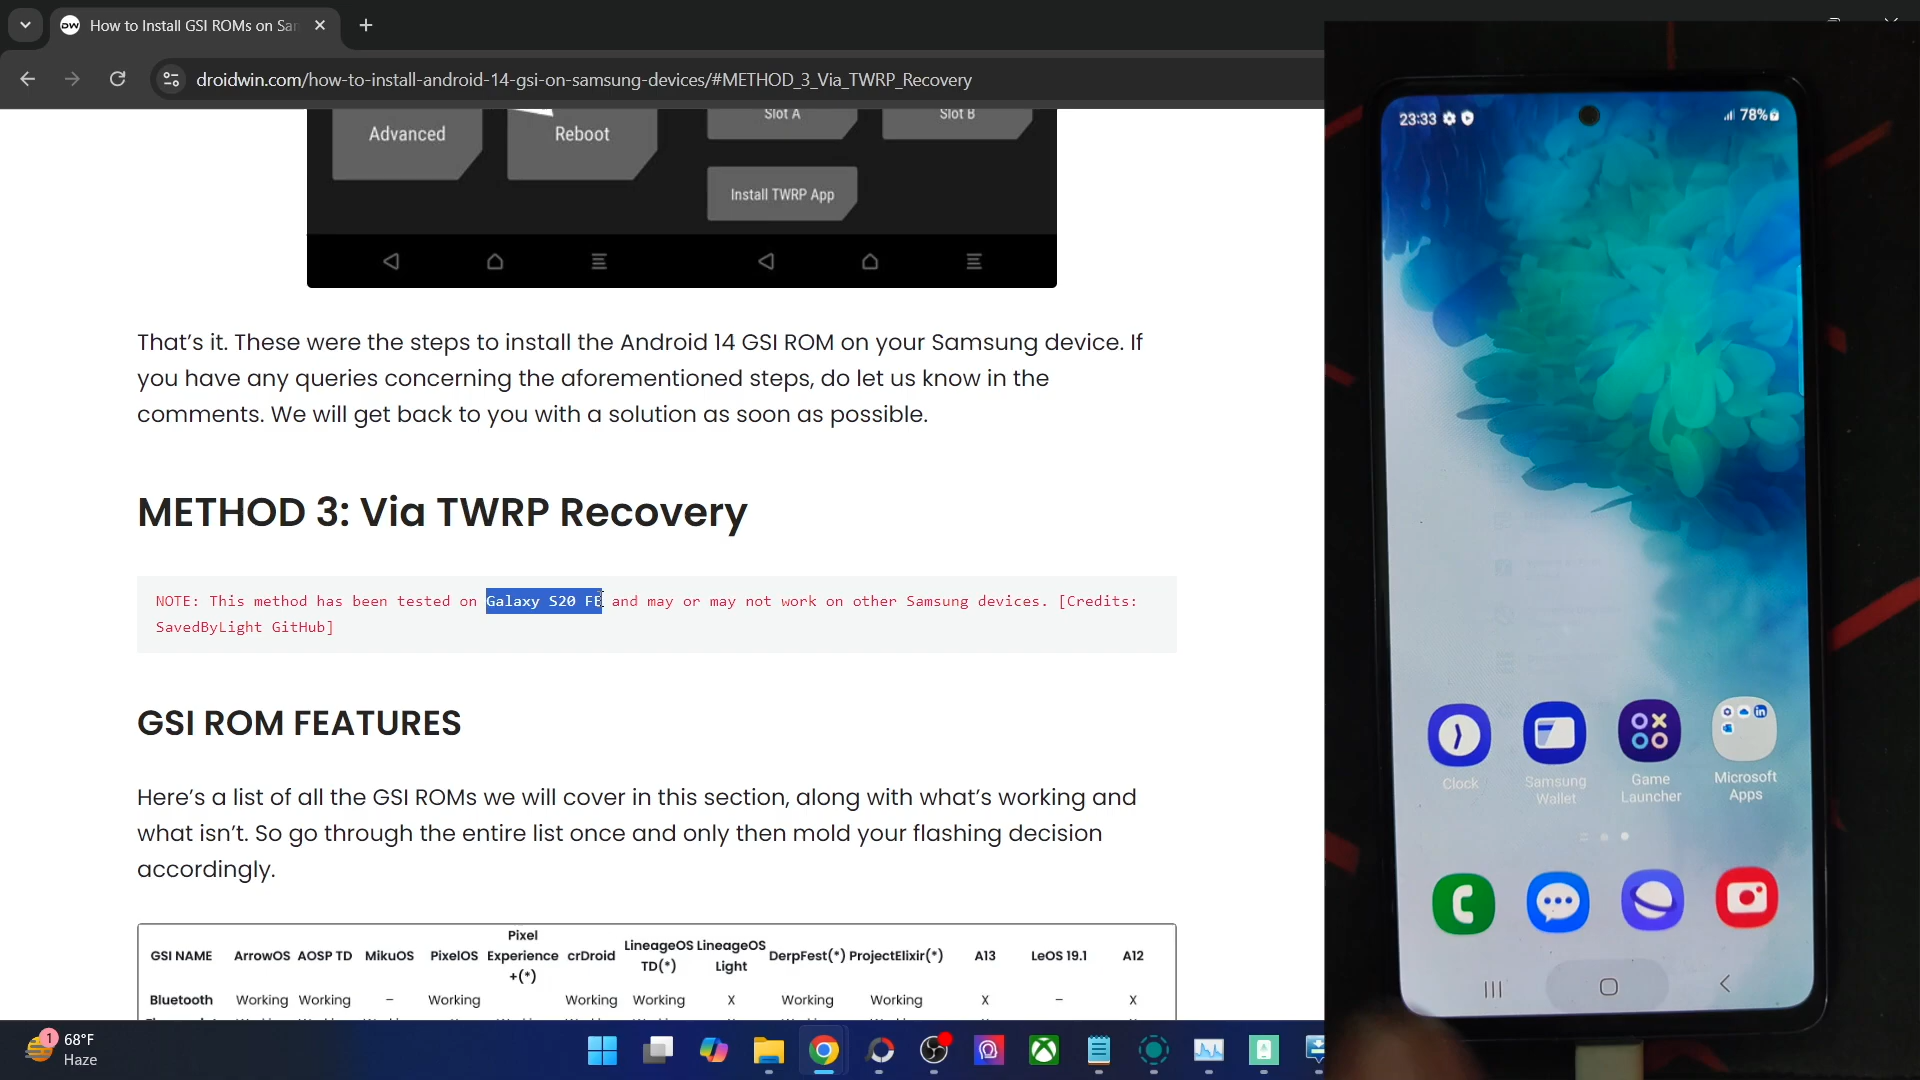 How to Install GSI ROMs on San
droidwin.com/how-to-install-android-14-gsi-on-samsung-devices/#METHOD_3_Via_TWRP_Recovery
Advanced
Reboot
Slot A
Slot B
Install TWRP App
That's it. These were the steps to install the Android 14 GSI ROM on your Samsung device. If
you have any queries concerning the aforementioned steps, do let us know in the
comments. We will get back to you with a solution as soon as possible.
METHOD 3: Via TWRP Recovery
NOTE: This method has been tested on Galaxy S20 FE and may or may not work on other Samsung devices. [Credits:
SavedByLight GitHub]
GSI ROM FEATURES
Here's a list of all the GSI ROMs we will cover in this section, along with what's working and
what isn't. So go through the entire list once and only then mold your flashing decision
accordingly.
GSI NAME ArrowOS AOSP TD MikuOS PixelOS Pixel Experience +(*) crDroid LineageOS TD(*) LineageOS Light DerpFest(*) ProjectElixir(*) A13 LeOS 19.1 A12
Bluetooth Working Working – Working Working Working X Working Working X – X
1
68°F
Haze
23:33
78%
Clock
Samsung
Wallet
Game
Launcher
Microsoft
Apps